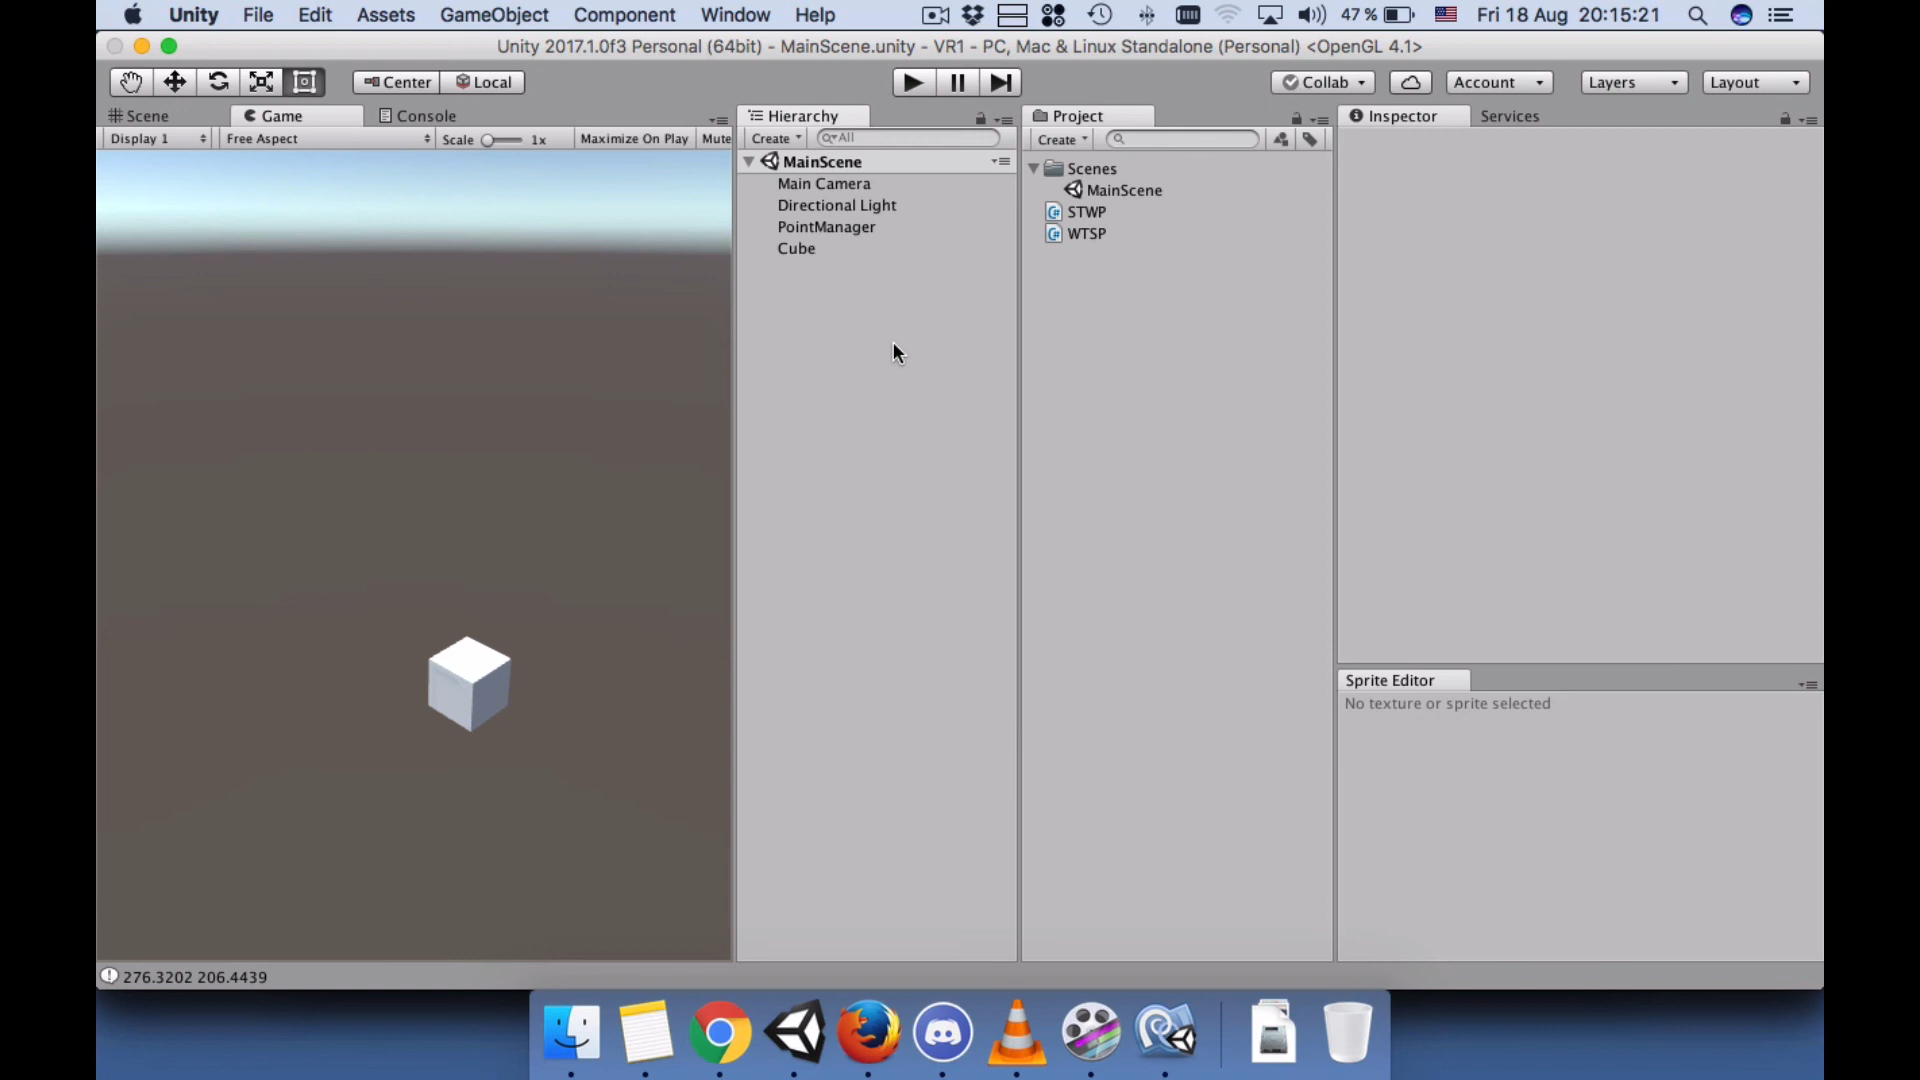 Unity File Edit Assets GameObject Component Window Help 47 % Fri 18 Aug 20:15:21
Unity 2017.1.0f3 Personal (64bit) - MainScene.unity - VR1 - PC, Mac & Linux Standalone (Personal) <OpenGL 4.1>
Center Local Collab Account Layers Layout
Scene Game Console Hierarchy Project Inspector Services
Display 1 Free Aspect Scale 1x Maximize On Play Mute Create All Create
MainScene
Main Camera
Directional Light
PointManager
Cube
Scenes
MainScene
STWP
WTSP
Sprite Editor
No texture or sprite selected
276.3202 206.4439